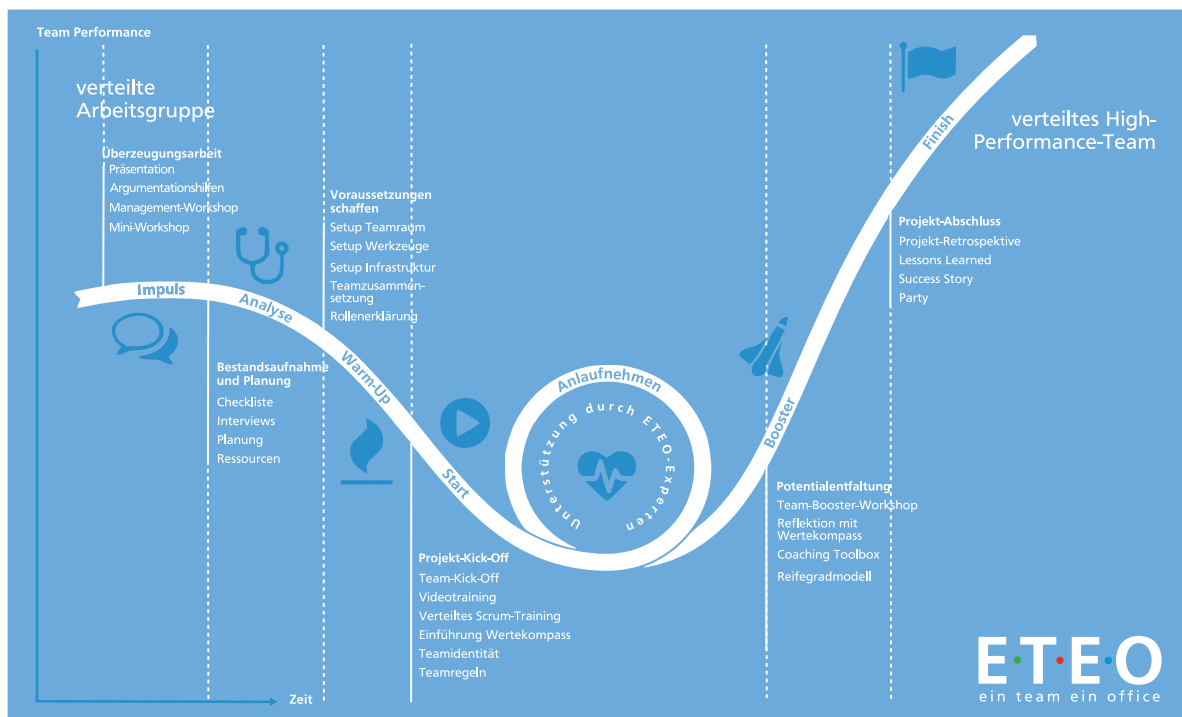 Team Performance
verteilte
Arbeitsgruppe
Überzeugungsarbeit
Präsentation
Argumentationshilfen
Management-Workshop
Mini-Workshop
Impuls
Analyse
Bestandsaufnahme
und Planung
Checkliste
Interviews
Planung
Ressourcen
Voraussetzungen
schaffen
Setup Teamraum
Setup Werkzeuge
Setup Infrastruktur
Teamzusammen-
setzung
Rollenerklärung
Warm-Up
Start
Projekt-Kick-Off
Team-Kick-Off
Videotraining
Verteiltes Scrum-Training
Einführung Wertekompass
Teamidentität
Teamregeln
Anlaufnehmen
Unterstützung durch ETEO-Experten
Booster
Potentialentfaltung
Team-Booster-Workshop
Reflektion mit
Wertekompass
Coaching Toolbox
Reifegradmodell
Finish
verteiltes High-
Performance-Team
Projekt-Abschluss
Projekt-Retrospektive
Lessons Learned
Success Story
Party
Zeit
E·T·E·O
ein team ein office